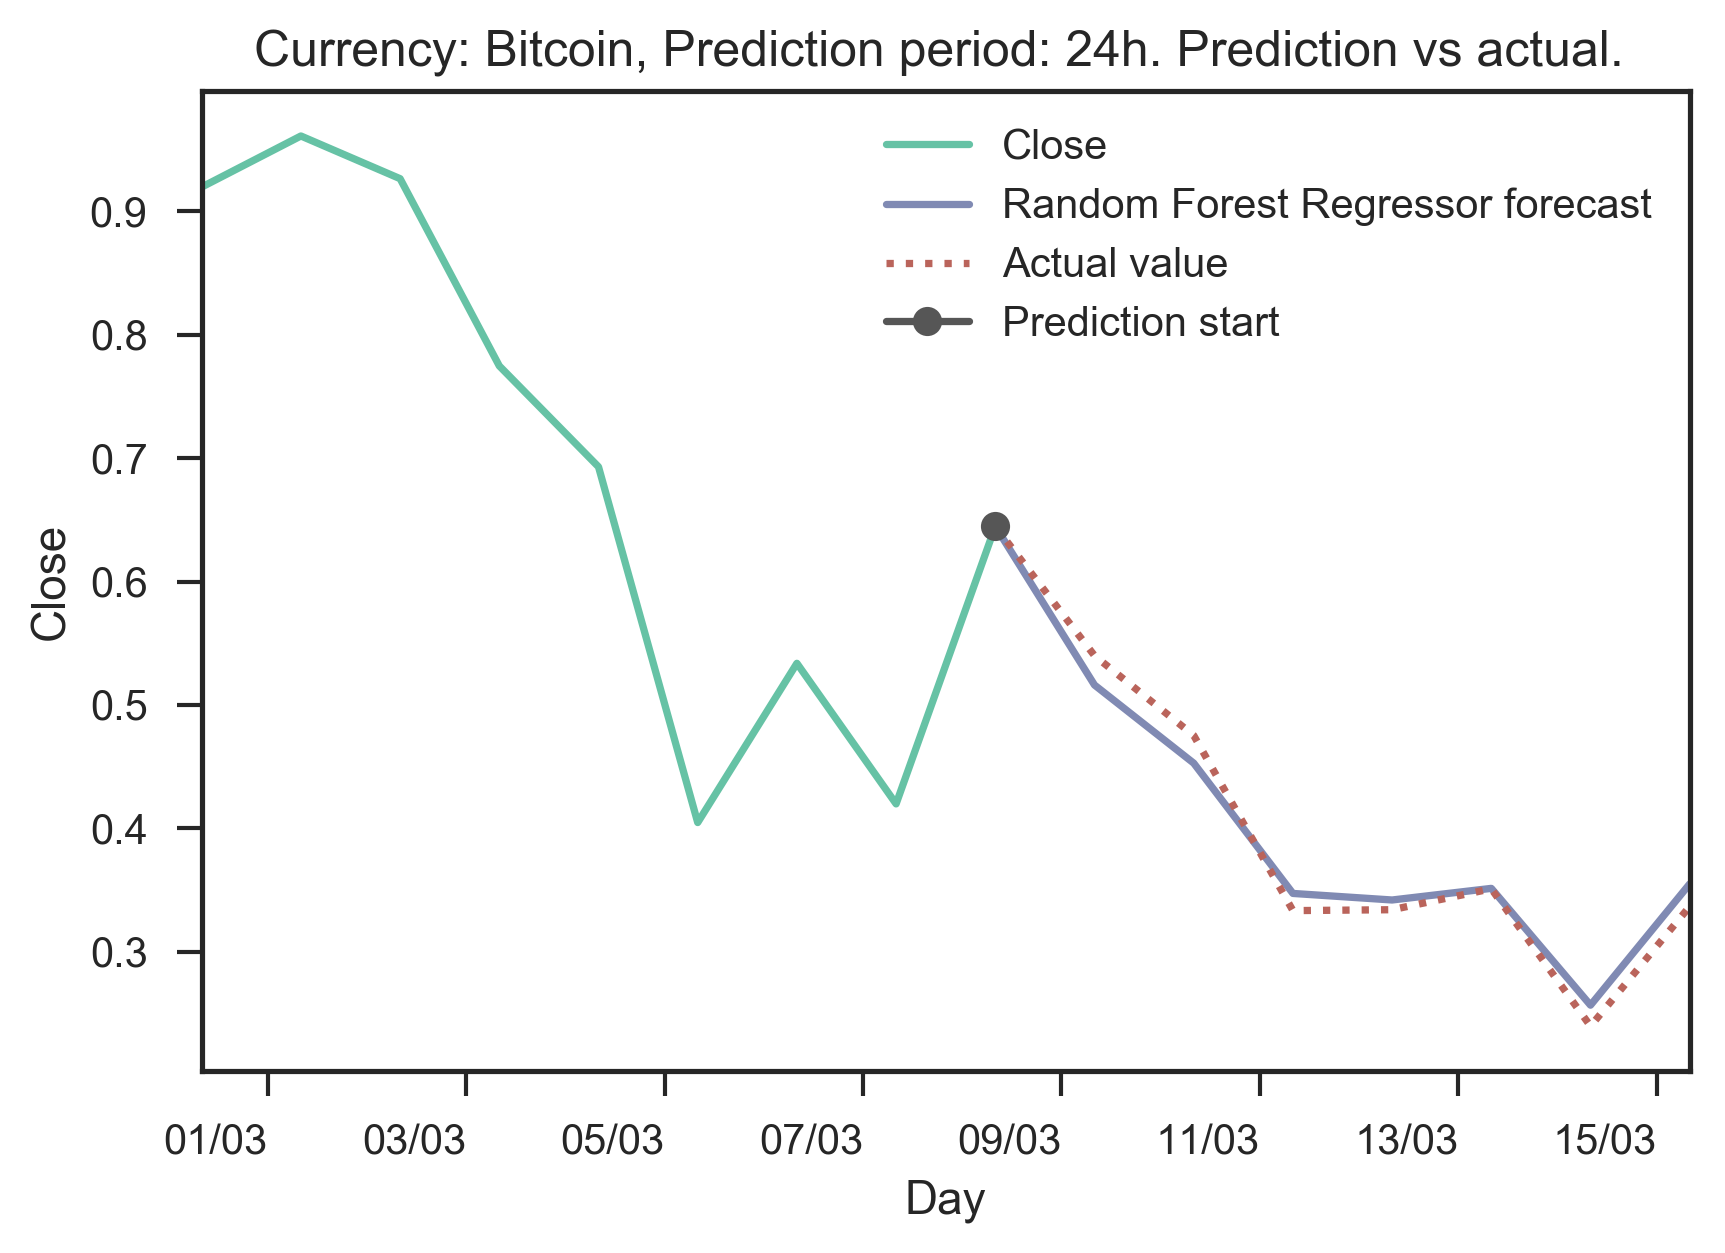 Currency: Bitcoin, Prediction period: 24h. Prediction vs actual.
Close
Random Forest Regressor forecast
Actual value
Prediction start
0.9
0.8
0.7
0.6
0.5
0.4
0.3
Close
01/03 03/03 05/03 07/03 09/03 11/03 13/03 15/03
Day